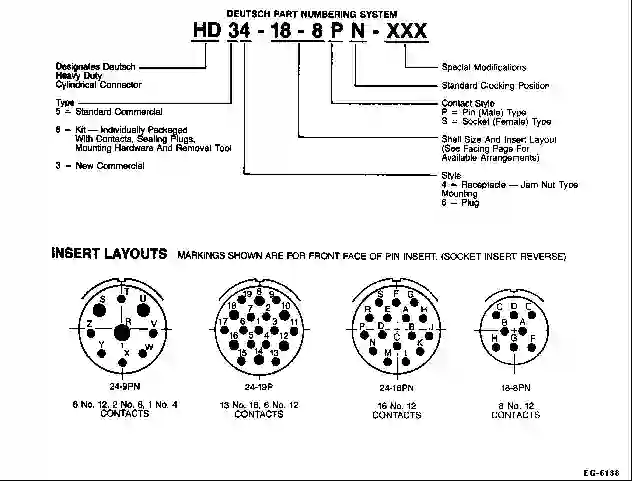 DEUTSCH PART NUMBERING SYSTEM
HD 34 - 18 - 8 P N - XXX
Designates Deutsch
Heavy Duty
Cylindrical Connector
Type
5 = Standard Commercial
6 - Kit — Individually Packaged
With Contacts, Sealing Plugs,
Mounting Hardware And Removal Tool
3 - New Commercial
Special Modifications
Standard Clocking Position
Contact Style
P = Pin (Male) Type
S = Socket (Female) Type
Shell Size And Insert Layout
(See Facing Page For
Available Arrangements)
Style
4 - Receptacle — Jam Nut Type
Mounting
6 - Plug
INSERT LAYOUTS MARKINGS SHOWN ARE FOR FRONT FACE OF PIN INSERT. (SOCKET INSERT REVERSE)
S T U
Z R V
Y X W
19 8 9
18 7 2 10
17 6 1 3 11
16 5 4 12
15 14 13
S F G
R E A H
P D B J
N C K
M L
C D E
B A
H G F
24-9PN
24-19P
24-16PN
18-8PN
6 No. 12, 2 No. 8, 1 No. 4
CONTACTS
13 No. 16, 6 No. 12
CONTACTS
16 No. 12
CONTACTS
8 No. 12
CONTACTS
EG-6138